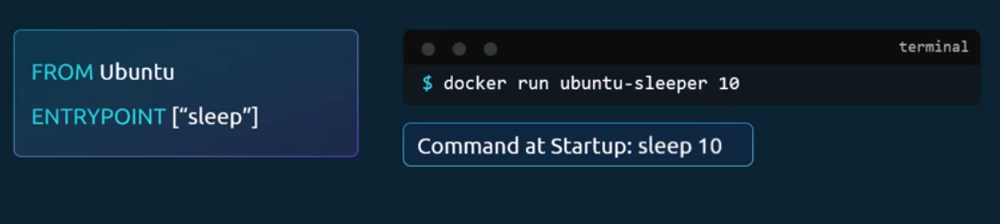 FROM Ubuntu
ENTRYPOINT [“sleep”]
terminal
$ docker run ubuntu-sleeper 10
Command at Startup: sleep 10